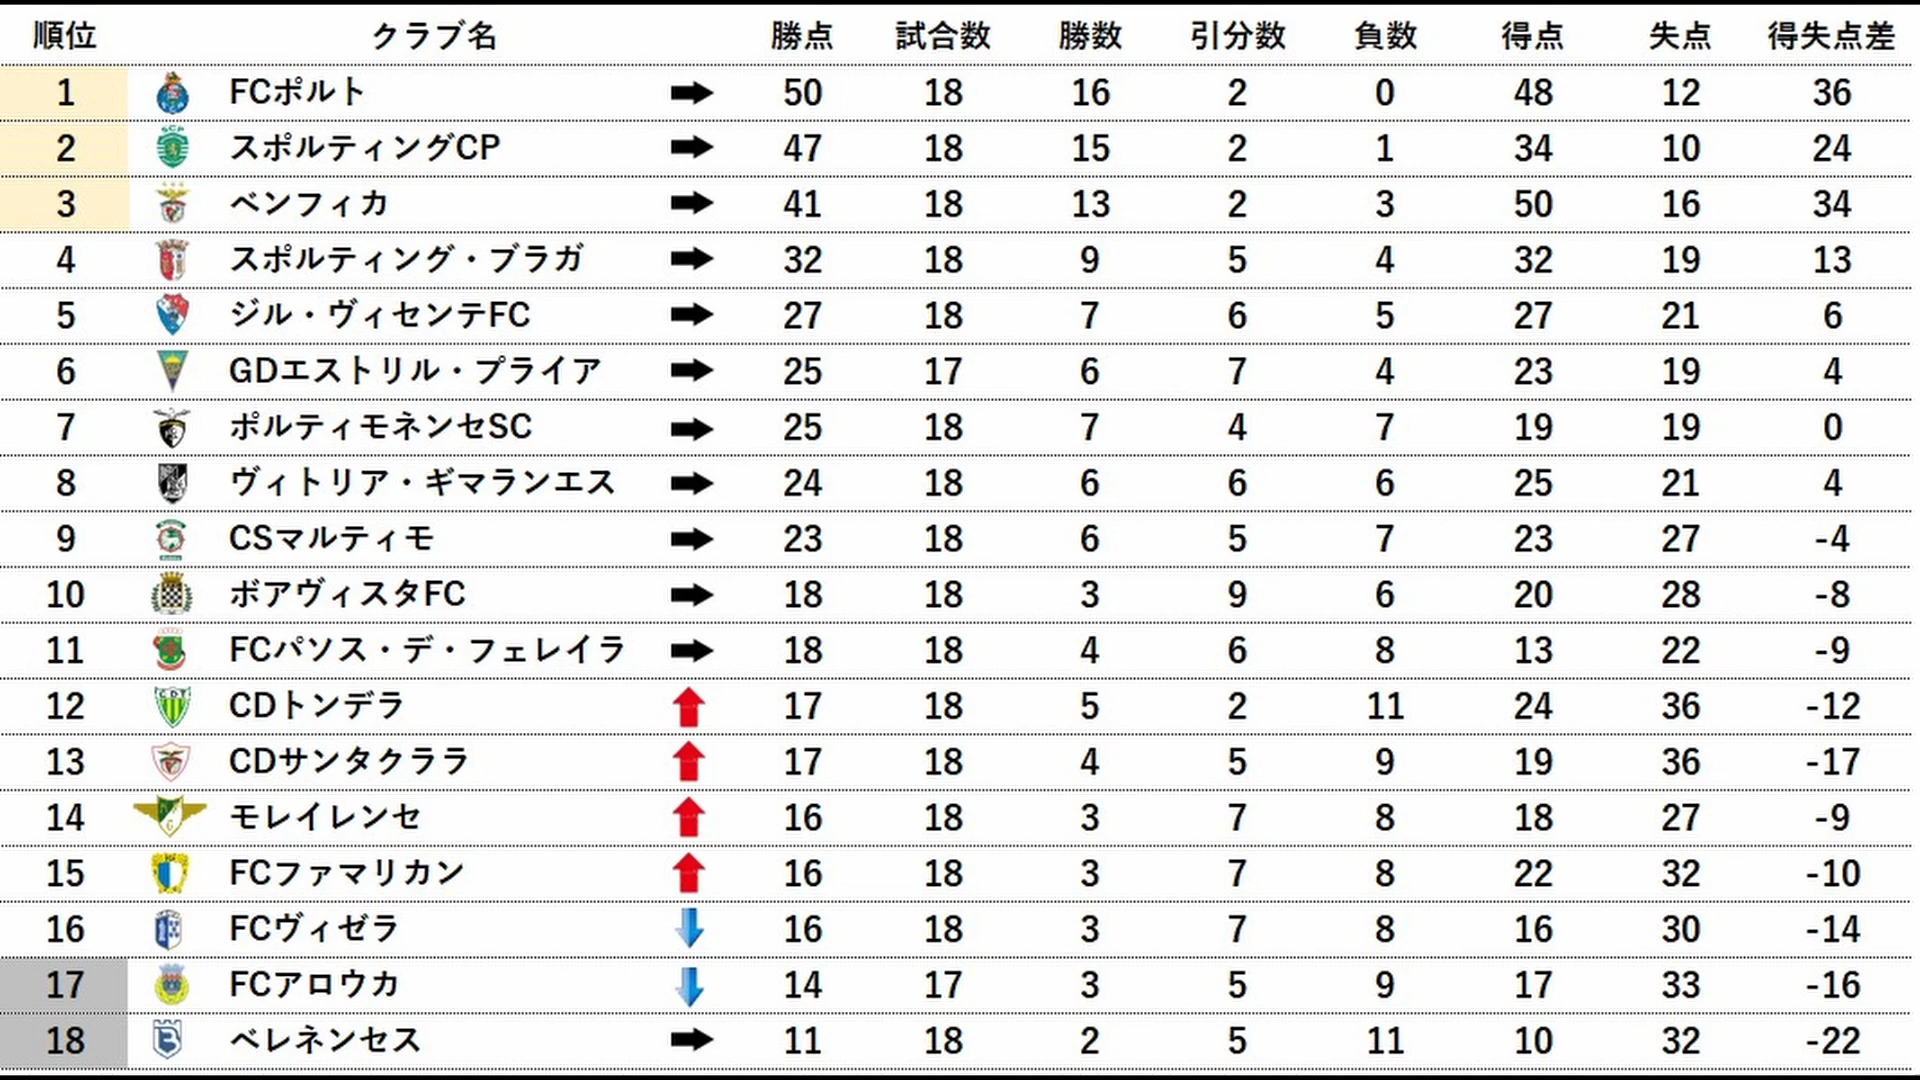 順位 クラブ名 勝点 試合数 勝数 引分数 負数 得点 失点 得失点差
1 FCポルト 50 18 16 2 0 48 12 36
2 スポルティングCP 47 18 15 2 1 34 10 24
3 ベンフィカ 41 18 13 2 3 50 16 34
4 スポルティング・ブラガ 32 18 9 5 4 32 19 13
5 ジル・ヴィセンテFC 27 18 7 6 5 27 21 6
6 GDエストリル・プライア 25 17 6 7 4 23 19 4
7 ポルティモネンセSC 25 18 7 4 7 19 19 0
8 ヴィトリア・ギマランエス 24 18 6 6 6 25 21 4
9 CSマルティモ 23 18 6 5 7 23 27 -4
10 ボアヴィスタFC 18 18 3 9 6 20 28 -8
11 FCパソス・デ・フェレイラ 18 18 4 6 8 13 22 -9
12 CDトンデラ 17 18 5 2 11 24 36 -12
13 CDサンタクララ 17 18 4 5 9 19 36 -17
14 モレイレンセ 16 18 3 7 8 18 27 -9
15 FCファマリカン 16 18 3 7 8 22 32 -10
16 FCヴィゼラ 16 18 3 7 8 16 30 -14
17 FCアロウカ 14 17 3 5 9 17 33 -16
18 ベレネンセス 11 18 2 5 11 10 32 -22